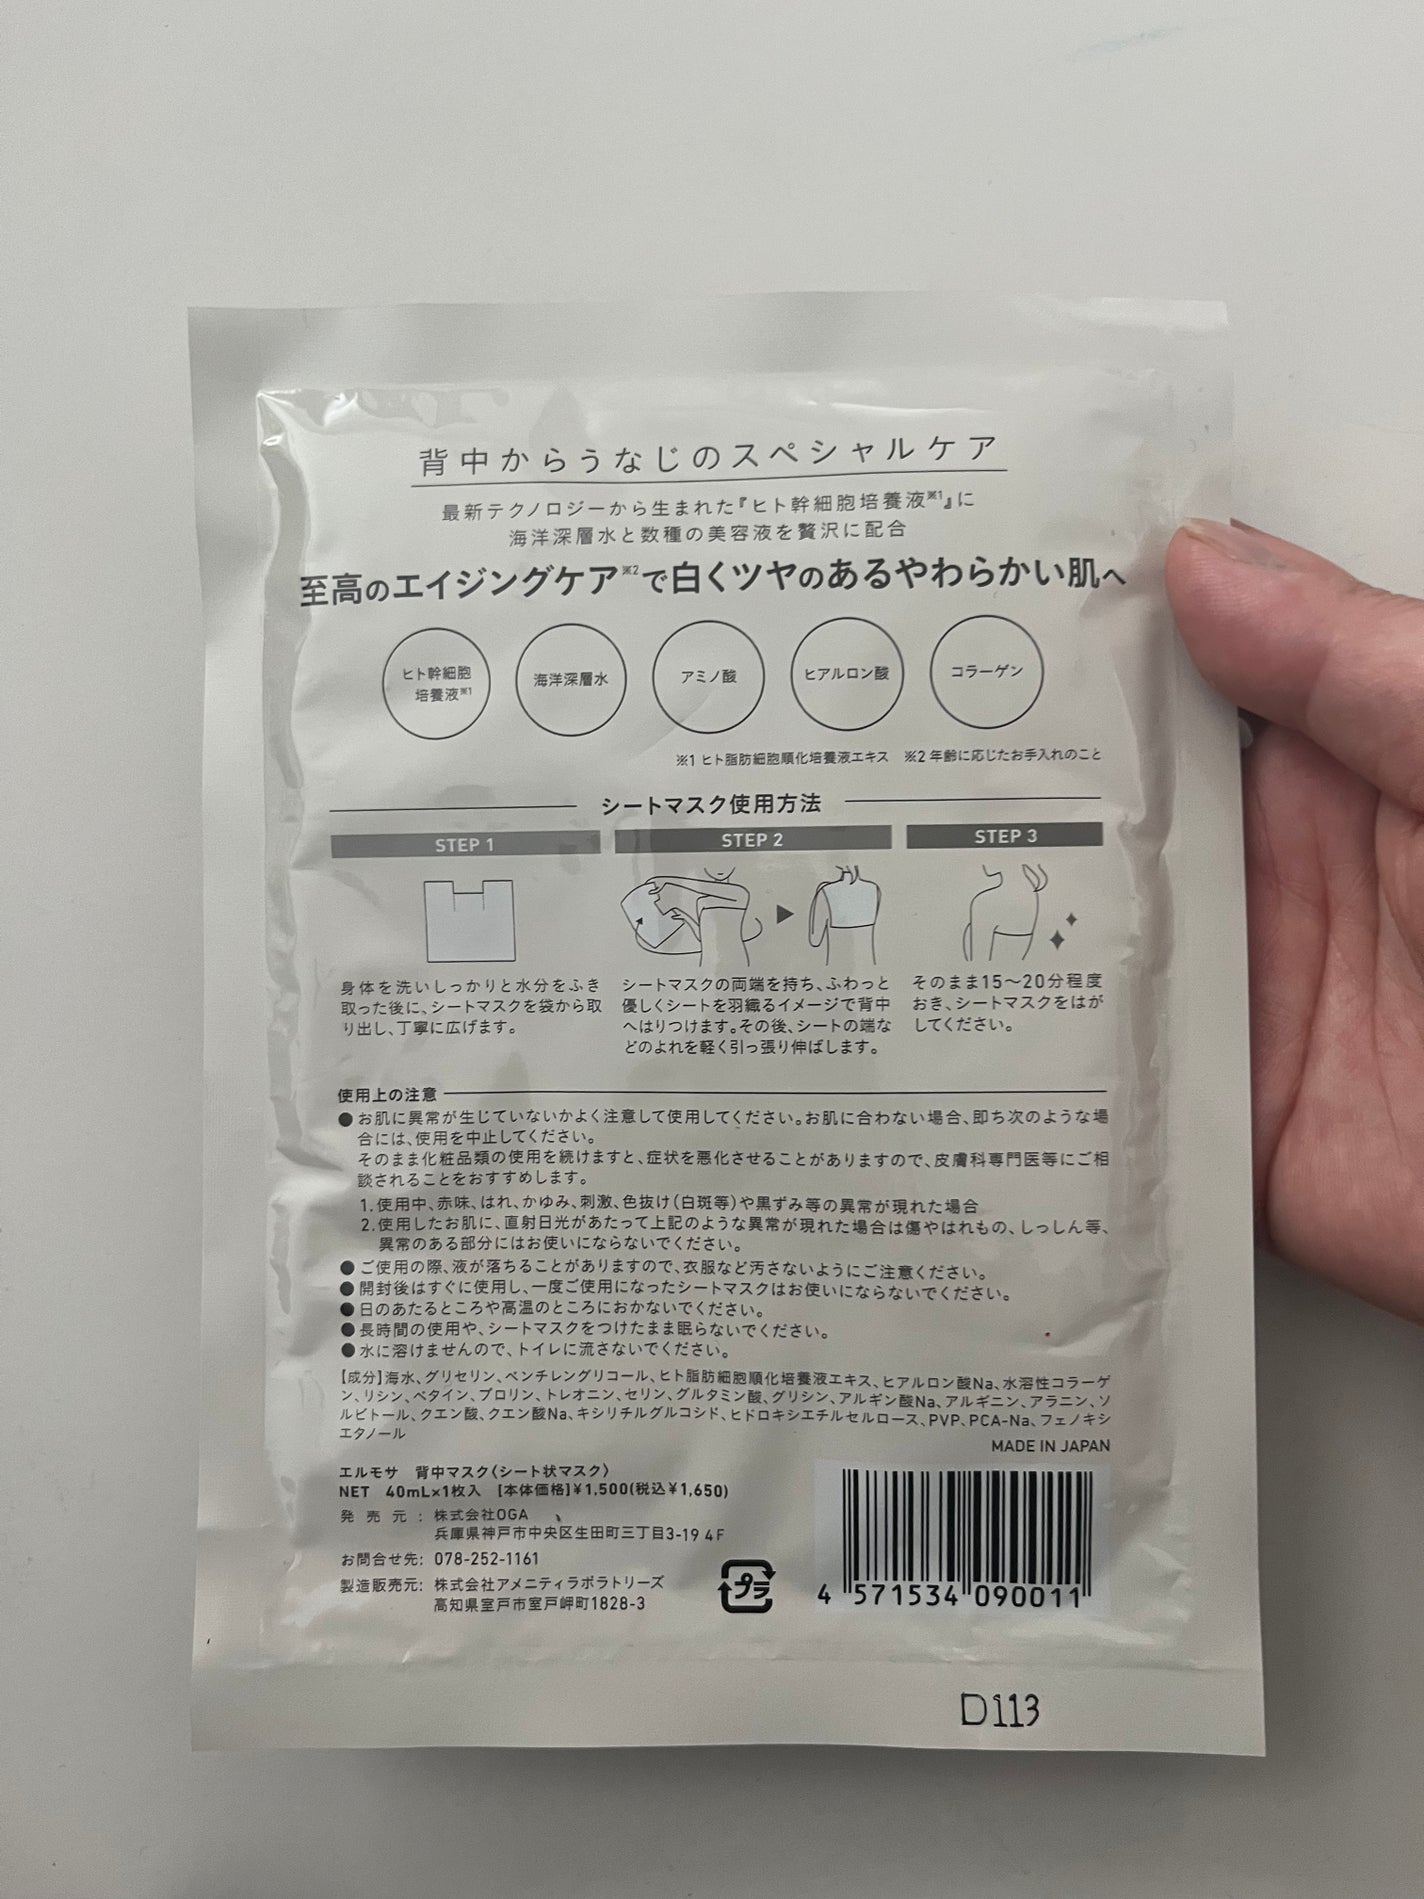 背中からうなじのスペシャルケア
最新テクノロジーから生まれた『ヒト幹細胞培養液※1』に
海洋深層水と数種の美容液を贅沢に配合
至高のエイジングケア※2で白くツヤのあるやわらかい肌へ
ヒト幹細胞
培養液※1
海洋深層水
アミノ酸
ヒアルロン酸
コラーゲン
※1 ヒト脂肪細胞順化培養液エキス ※2 年齢に応じたお手入れのこと
シートマスク使用方法
STEP 1
身体を洗いしっかりと水分をふき
取った後に、シートマスクを袋から取
り出し、丁寧に広げます。
STEP 2
シートマスクの両端を持ち、ふわっと
優しくシートを羽織るイメージで背中
へはりつけます。その後、シートの端な
どのよれを軽く引っ張り伸ばします。
STEP 3
そのまま15〜20分程度
おき、シートマスクをはが
してください。
使用上の注意
●お肌に異常が生じていないかよく注意して使用してください。お肌に合わない場合、即ち次のような場
合には、使用を中止してください。
そのまま化粧品類の使用を続けますと、症状を悪化させることがありますので、皮膚科専門医等にご相
談されることをおすすめします。
1.使用中、赤味、はれ、かゆみ、刺激、色抜け(白斑等)や黒ずみ等の異常が現れた場合
2.使用したお肌に、直射日光があたって上記のような異常が現れた場合は傷やはれもの、しっしん等、
異常のある部分にはお使いにならないでください。
●ご使用の際、液が落ちることがありますので、衣服など汚さないようにご注意ください。
●開封後はすぐに使用し、一度ご使用になったシートマスクはお使いにならないでください。
●日のあたるところや高温のところにおかないでください。
●長時間の使用や、シートマスクをつけたまま眠らないでください。
●水に溶けませんので、トイレに流さないでください。
【成分】海水、グリセリン、ペンチレングリコール、ヒト脂肪細胞順化培養液エキス、ヒアルロン酸Na、水溶性コラーゲ
ン、リシン、ベタイン、プロリン、トレオニン、セリン、グルタミン酸、グリシン、アルギン酸Na、アルギニン、アラニン、ソ
ルビトール、クエン酸、クエン酸Na、キシリチルグルコシド、ヒドロキシエチルセルロース、PVP、PCA-Na、フェノキシ
エタノール
MADE IN JAPAN
エルモサ 背中マスク〈シート状マスク〉
NET 40mL×1枚入 [本体価格]¥1,500(税込¥1,650)
発売元:株式会社OGA
兵庫県神戸市中央区生田町三丁目3-19 4F
お問合せ先:078-252-1161
製造販売元:株式会社アメニティラボラトリーズ
高知県室戸市室戸岬町1828-3
プラ
4 571534 090011
D113